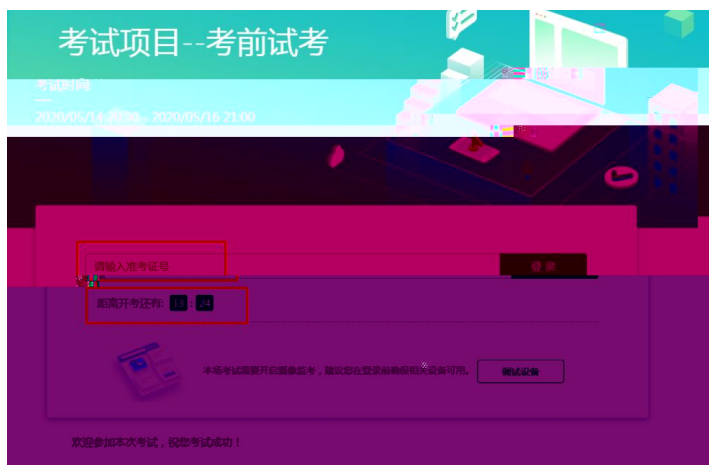 考试项目--考前试考
考试时间
2020/05/14 20:30 - 2020/05/16 21:00
请输入准考证号
登 录
距离开考还有: 13 : 24
本场考试需要开启摄像监考，建议您在登录前确保相关设备可用。
调试设备
欢迎参加本次考试，祝您考试成功！